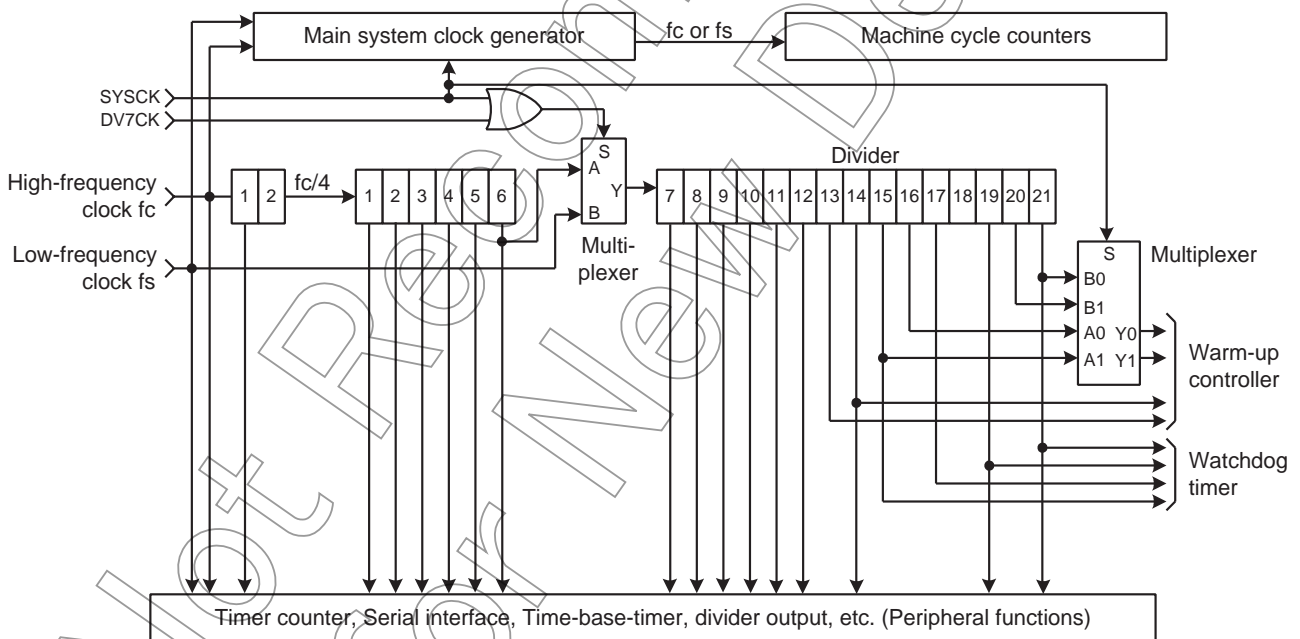 Main system clock generator
fc or fs
Machine cycle counters
SYSCK
DV7CK
High-frequency
clock fc
Low-frequency
clock fs
1 2
fc/4
1 2 3 4 5 6
S
A
Y
B
Multi-
plexer
Divider
7 8 9 10 11 12 13 14 15 16 17 18 19 20 21
S
B0
B1
A0 Y0
A1 Y1
Multiplexer
Warm-up
controller
Watchdog
timer
Timer counter, Serial interface, Time-base-timer, divider output, etc. (Peripheral functions)